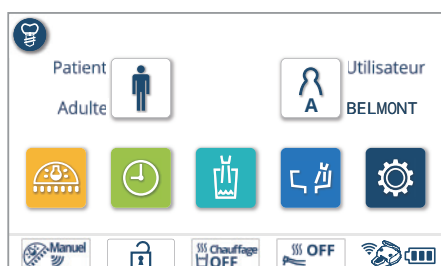 Patient
Utilisateur
Adulte
A
BELMONT
Manuel
Chauffage
OFF
OFF